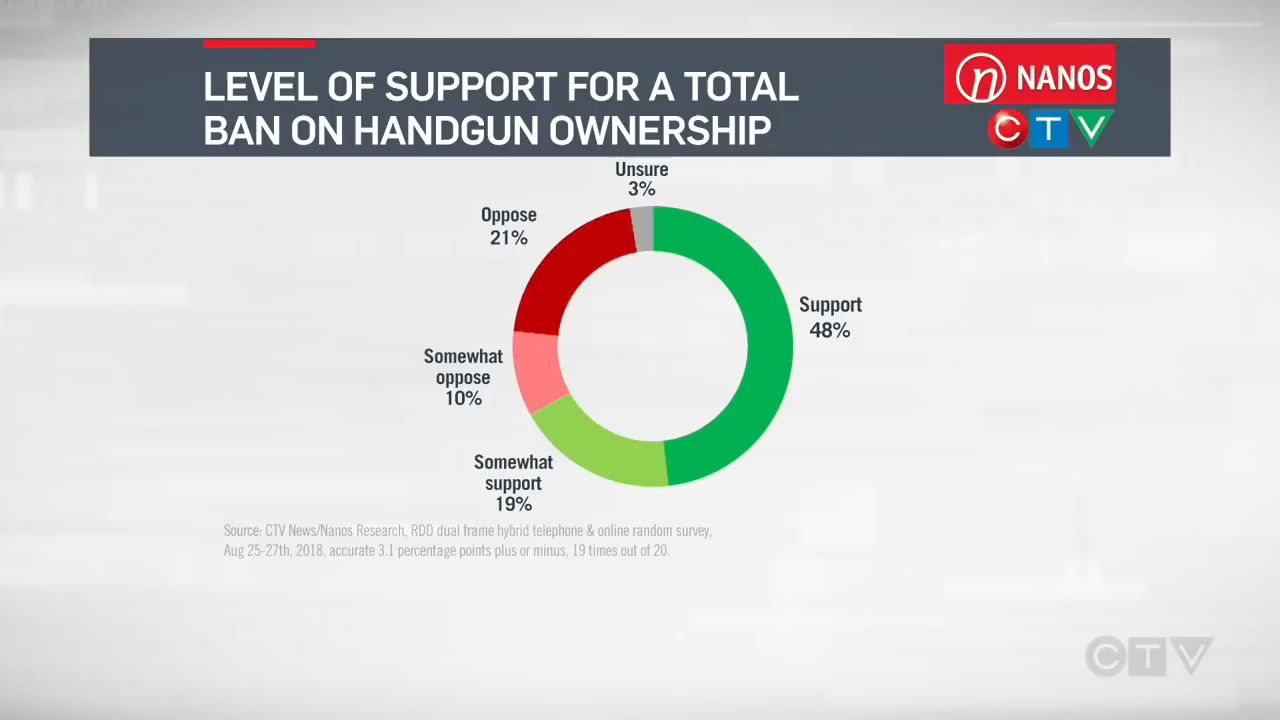 LEVEL OF SUPPORT FOR A TOTAL
BAN ON HANDGUN OWNERSHIP
n NANOS
CTV
Unsure
3%
Oppose
21%
Support
48%
Somewhat
oppose
10%
Somewhat
support
19%
Source: CTV News/Nanos Research, RDD dual frame hybrid telephone & online random survey,
Aug 25-27th, 2018, accurate 3.1 percentage points plus or minus, 19 times out of 20.
CTV